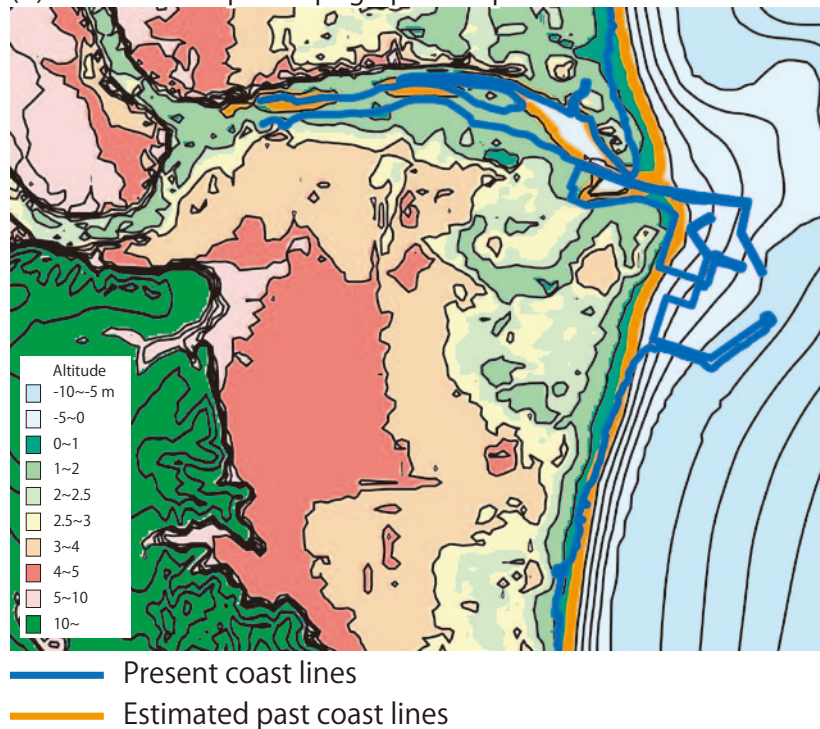 Altitude
-10~-5 m
-5~0
0~1
1~2
2~2.5
2.5~3
3~4
4~5
5~10
10~
Present coast lines
Estimated past coast lines